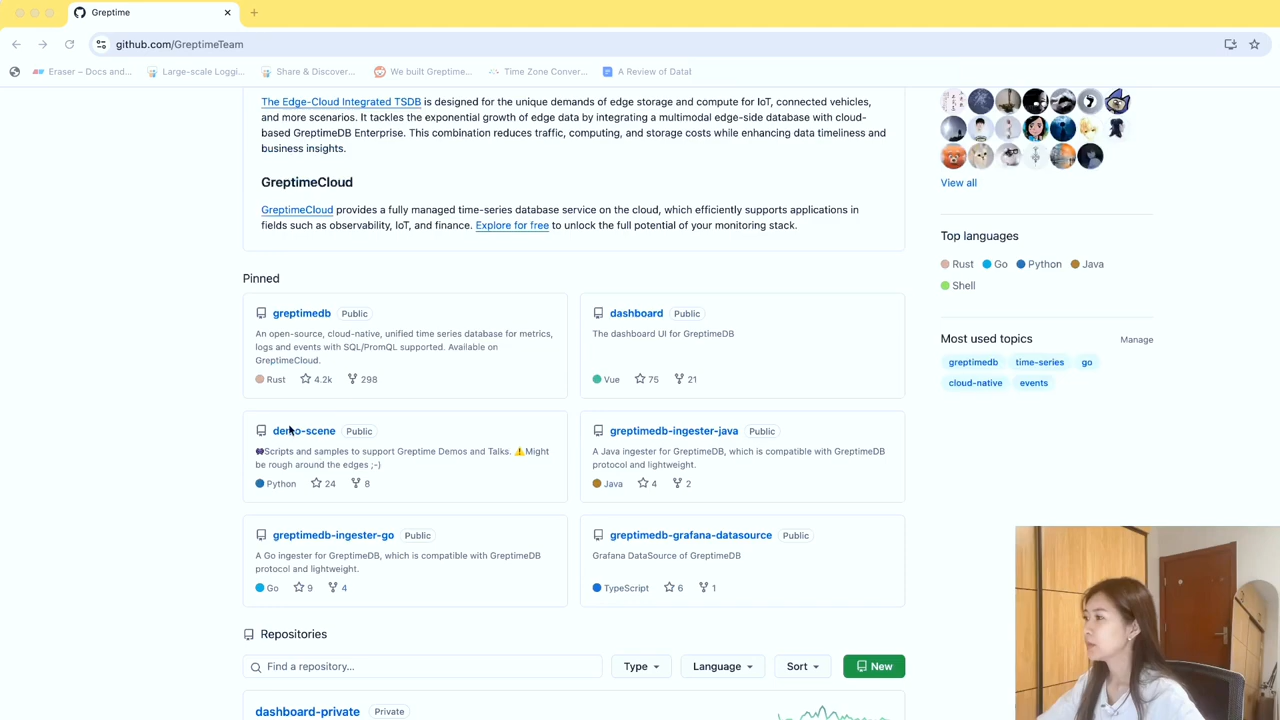 Greptime
github.com/GreptimeTeam
Eraser – Docs and...
Large-scale Loggi...
Share & Discover...
We built Greptime...
Time Zone Conver...
A Review of Data!
The Edge-Cloud Integrated TSDB is designed for the unique demands of edge storage and compute for IoT, connected vehicles,
and more scenarios. It tackles the exponential growth of edge data by integrating a multimodal edge-side database with cloud-
based GreptimeDB Enterprise. This combination reduces traffic, computing, and storage costs while enhancing data timeliness and
business insights.
GreptimeCloud
GreptimeCloud provides a fully managed time-series database service on the cloud, which efficiently supports applications in
fields such as observability, IoT, and finance. Explore for free to unlock the full potential of your monitoring stack.
Pinned
greptimedb Public
An open-source, cloud-native, unified time series database for metrics,
logs and events with SQL/PromQL supported. Available on
GreptimeCloud.
Rust 4.2k 298
dashboard Public
The dashboard UI for GreptimeDB
Vue 75 21
demo-scene Public
Scripts and samples to support Greptime Demos and Talks. ⚠️Might
be rough around the edges ;-)
Python 24 8
greptimedb-ingester-java Public
A Java ingester for GreptimeDB, which is compatible with GreptimeDB
protocol and lightweight.
Java 4 2
greptimedb-ingester-go Public
A Go ingester for GreptimeDB, which is compatible with GreptimeDB
protocol and lightweight.
Go 9 4
greptimedb-grafana-datasource Public
Grafana DataSource of GreptimeDB
TypeScript 6 1
Repositories
Find a repository...
Type
Language
Sort
New
dashboard-private Private
View all
Top languages
Rust Go Python Java
Shell
Most used topics
Manage
greptimedb time-series go
cloud-native events